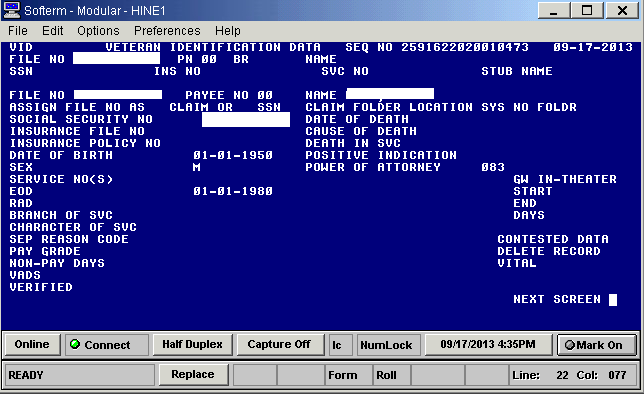 Softerm - Modular - HINE1
File Edit Options Preferences Help
VID VETERAN IDENTIFICATION DATA SEQ NO 2591622020010473 09-17-2013
FILE NO PN 00 BR NAME
SSN INS NO SVC NO STUB NAME
FILE NO PAYEE NO 00 NAME
ASSIGN FILE NO AS CLAIM OR SSN CLAIM FOLDER LOCATION SYS NO FOLDR
SOCIAL SECURITY NO DATE OF DEATH
INSURANCE FILE NO CAUSE OF DEATH
INSURANCE POLICY NO DEATH IN SVC
DATE OF BIRTH 01-01-1950 POSITIVE INDICATION
SEX M POWER OF ATTORNEY 083
SERVICE NO(S) GW IN-THEATER
EOD 01-01-1980 START
RAD END
BRANCH OF SVC DAYS
CHARACTER OF SVC
SEP REASON CODE CONTESTED DATA
PAY GRADE DELETE RECORD
NON-PAY DAYS VITAL
VADS
VERIFIED
NEXT SCREEN
Online Connect Half Duplex Capture Off Ic NumLock 09/17/2013 4:35PM Mark On
READY Replace Form Roll Line: 22 Col: 077